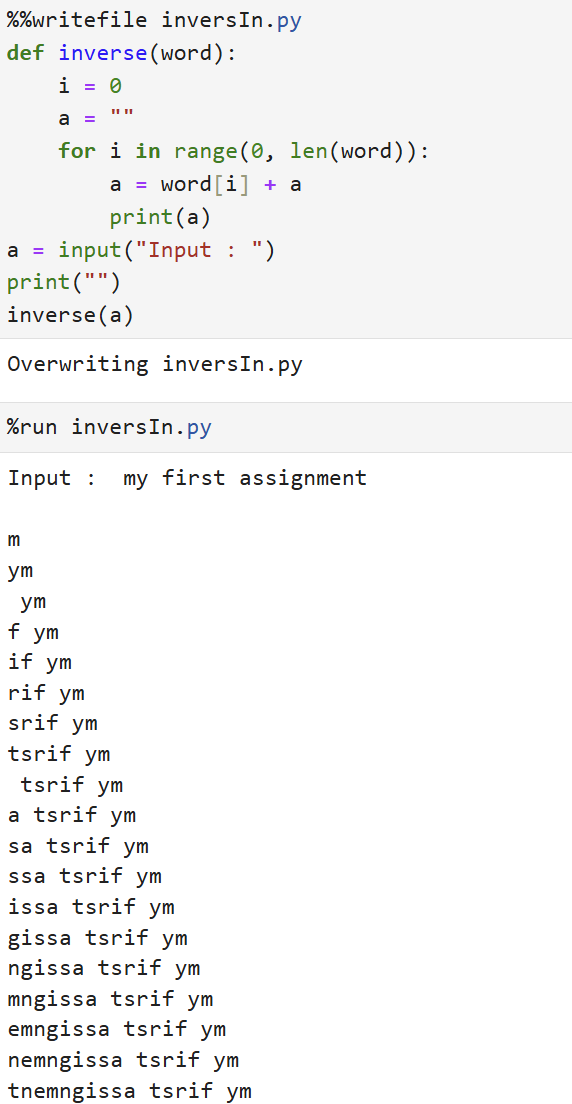 %%writefile inversIn.py
def inverse(word):
    i = 0
    a = ""
    for i in range(0, len(word)):
        a = word[i] + a
        print(a)
a = input("Input : ")
print("")
inverse(a)
Overwriting inversIn.py
%run inversIn.py
Input :  my first assignment

m
ym
 ym
f ym
if ym
rif ym
srif ym
tsrif ym
 tsrif ym
a tsrif ym
sa tsrif ym
ssa tsrif ym
issa tsrif ym
gissa tsrif ym
ngissa tsrif ym
mngissa tsrif ym
emngissa tsrif ym
nemngissa tsrif ym
tnemngissa tsrif ym